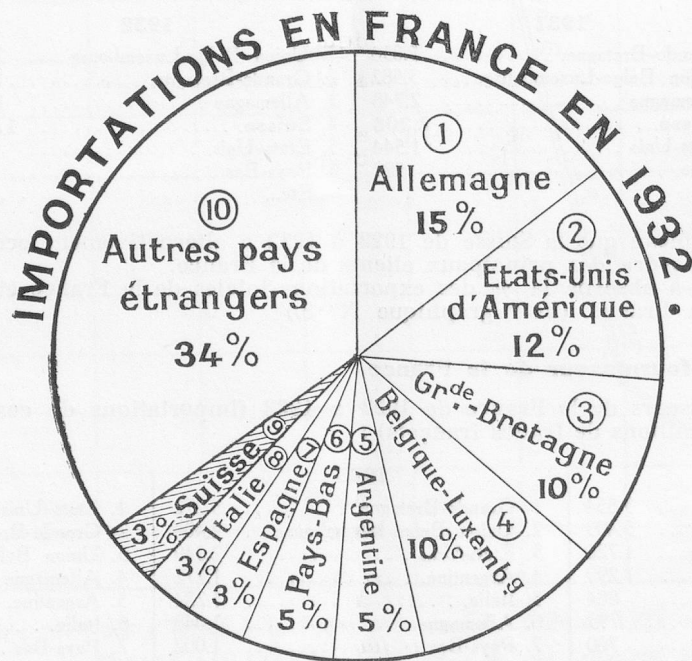 IMPORTATIONS EN FRANCE EN 1932.
1
Allemagne
15%
2
Etats-Unis
d'Amérique
12%
3
Grde Bretagne
10%
4
Belgique-Luxembg
10%
5
Argentine
5%
6
Pays-Bas
5%
7
Espagne
3%
8
Italie
3%
9
Suisse
3%
10
Autres pays
étrangers
34%